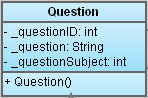 Question
- _questionID: int
- _question: String
- _questionSubject: int
+ Question()